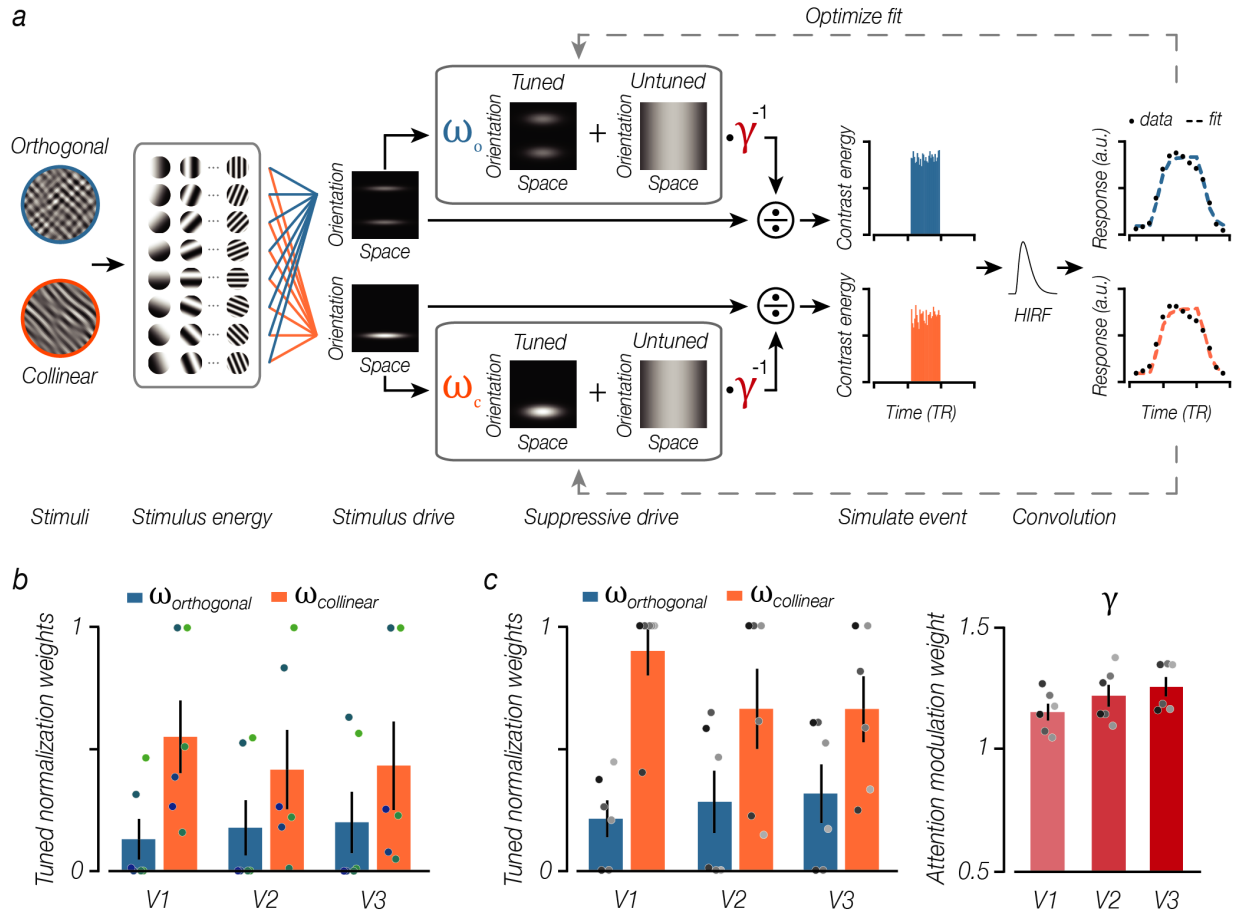 a
Optimize fit
Orthogonal
Collinear
Orientation
Space
Orientation
Space
ω
o
Tuned
Untuned
Orientation
Space
+
Orientation
Space
·γ-1
ω
c
Tuned
Untuned
Orientation
Space
+
Orientation
Space
·γ-1
÷
÷
Contrast energy
Contrast energy
Time (TR)
HIRF
data
fit
Response (a.u.)
Response (a.u.)
Time (TR)
Stimuli
Stimulus energy
Stimulus drive
Suppressive drive
Simulate event
Convolution
b
ωorthogonal
ωcollinear
Tuned normalization weights
1
0
V1
V2
V3
c
ωorthogonal
ωcollinear
Tuned normalization weights
1
0
V1
V2
V3
γ
Attention modulation weight
1.5
1
0.5
V1
V2
V3